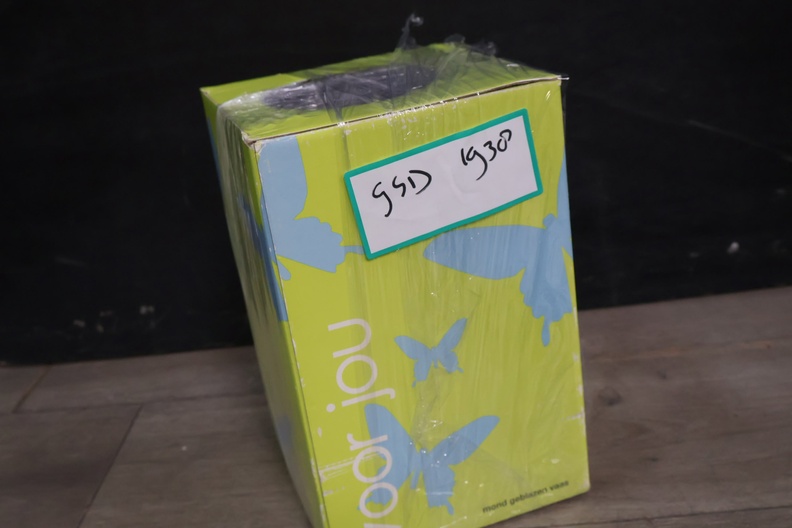 GSD 1930
voor jou
mond geblazen vaas